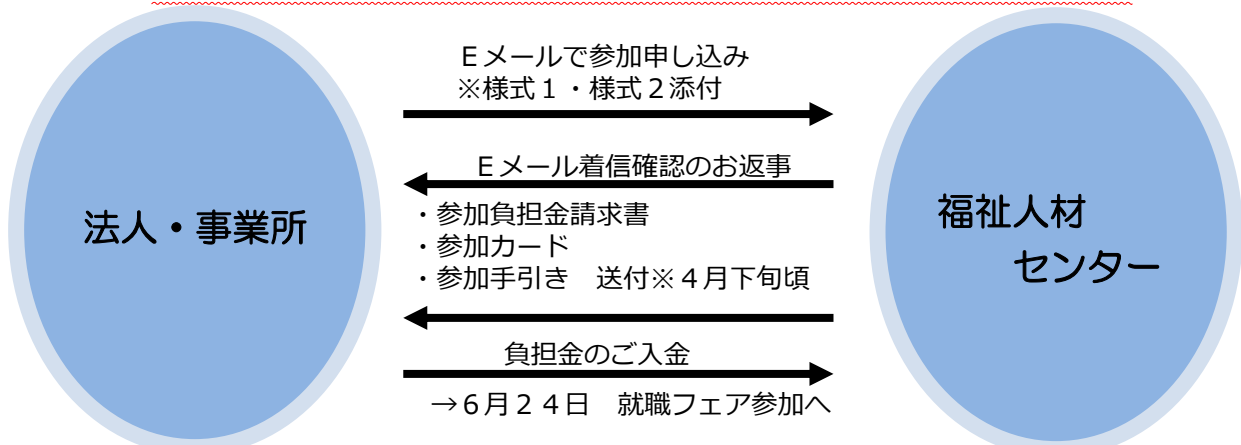 Ｅメールで参加申し込み
※様式１・様式２添付
Ｅメール着信確認のお返事
・参加負担金請求書
・参加カード
・参加手引き　送付※４月下旬頃
負担金のご入金
→６月２４日　就職フェア参加へ
法人・事業所
福祉人材
センター